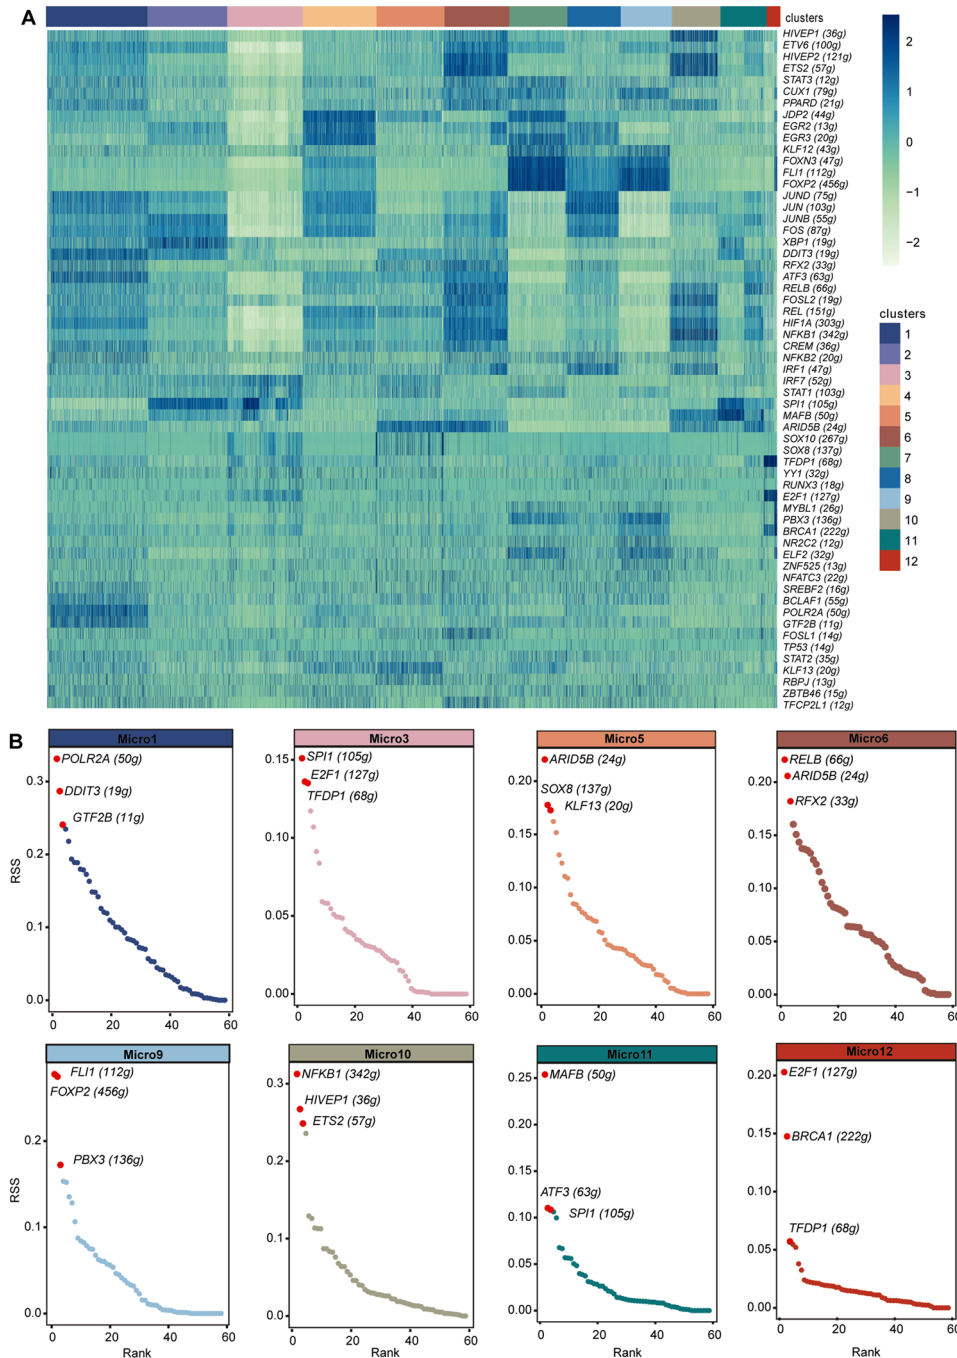 A
clusters
HIVEP1 (36g)
ETV6 (100g)
HIVEP2 (121g)
ETS2 (57g)
STAT3 (12g)
CUX1 (79g)
PPARD (21g)
JDP2 (44g)
EGR2 (13g)
EGR3 (20g)
KLF12 (43g)
FOXN3 (47g)
FLI1 (112g)
FOXP2 (456g)
JUND (75g)
JUN (103g)
JUNB (55g)
FOS (87g)
XBP1 (19g)
DDIT3 (19g)
RFX2 (33g)
ATF3 (63g)
RELB (66g)
FOSL2 (19g)
REL (151g)
HIF1A (303g)
NFKB1 (342g)
CREM (36g)
NFKB2 (20g)
IRF1 (47g)
IRF7 (52g)
STAT1 (103g)
SPI1 (105g)
MAFB (50g)
ARID5B (24g)
SOX10 (267g)
SOX8 (137g)
TFDP1 (68g)
YY1 (32g)
RUNX3 (18g)
E2F1 (127g)
MYBL1 (26g)
PBX3 (136g)
BRCA1 (222g)
NR2C2 (12g)
ELF2 (32g)
ZNF525 (13g)
NFATC3 (22g)
SREBF2 (16g)
BCLAF1 (55g)
POLR2A (50g)
GTF2B (11g)
FOSL1 (14g)
TP53 (14g)
STAT2 (35g)
KLF13 (20g)
RBPJ (13g)
ZBTB46 (15g)
TFCP2L1 (12g)
2
1
0
−1
−2
clusters
1
2
3
4
5
6
7
8
9
10
11
12
B
Micro1
POLR2A (50g)
DDIT3 (19g)
GTF2B (11g)
RSS
0.3
0.2
0.1
0.0
0 20 40 60
Micro3
SPI1 (105g)
E2F1 (127g)
TFDP1 (68g)
0.15
0.10
0.05
0.00
0 20 40 60
Micro5
ARID5B (24g)
SOX8 (137g)
KLF13 (20g)
0.20
0.15
0.10
0.05
0.00
0 20 40 60
Micro6
RELB (66g)
ARID5B (24g)
RFX2 (33g)
0.20
0.15
0.10
0.05
0.00
0 20 40 60
Micro9
FLI1 (112g)
FOXP2 (456g)
PBX3 (136g)
RSS
0.2
0.1
0.0
0 20 40 60
Rank
Micro10
NFKB1 (342g)
HIVEP1 (36g)
ETS2 (57g)
0.3
0.2
0.1
0.0
0 20 40 60
Rank
Micro11
MAFB (50g)
ATF3 (63g)
SPI1 (105g)
0.25
0.20
0.15
0.10
0.05
0.00
0 20 40 60
Rank
Micro12
E2F1 (127g)
BRCA1 (222g)
TFDP1 (68g)
0.20
0.15
0.10
0.05
0.00
0 20 40 60
Rank